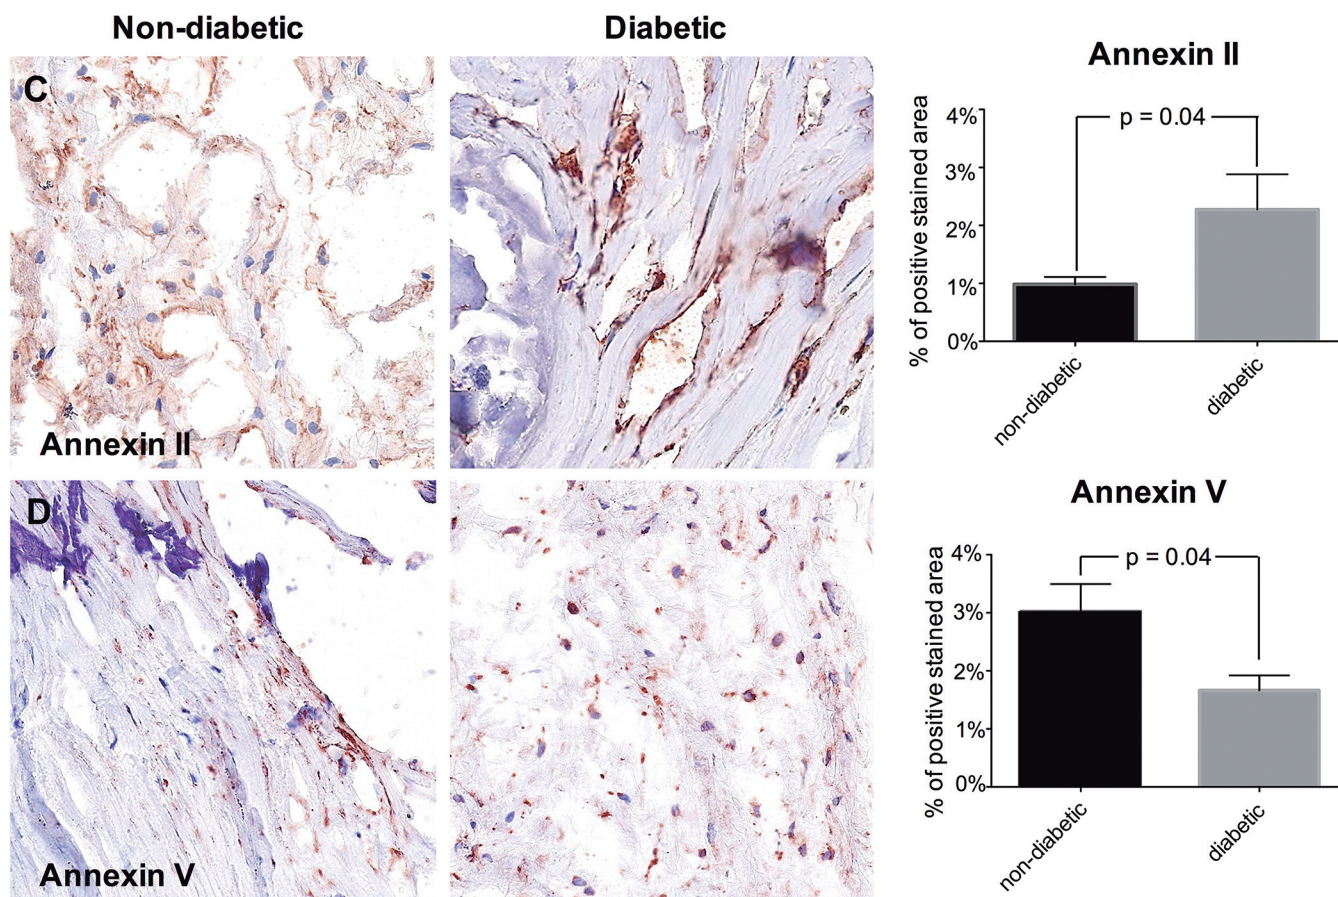 Non-diabetic
Diabetic
C
Annexin II
Annexin II
% of positive stained area
4%
3%
2%
1%
0%
p = 0.04
non-diabetic
diabetic
D
Annexin V
Annexin V
% of positive stained area
4%
3%
2%
1%
0%
p = 0.04
non-diabetic
diabetic